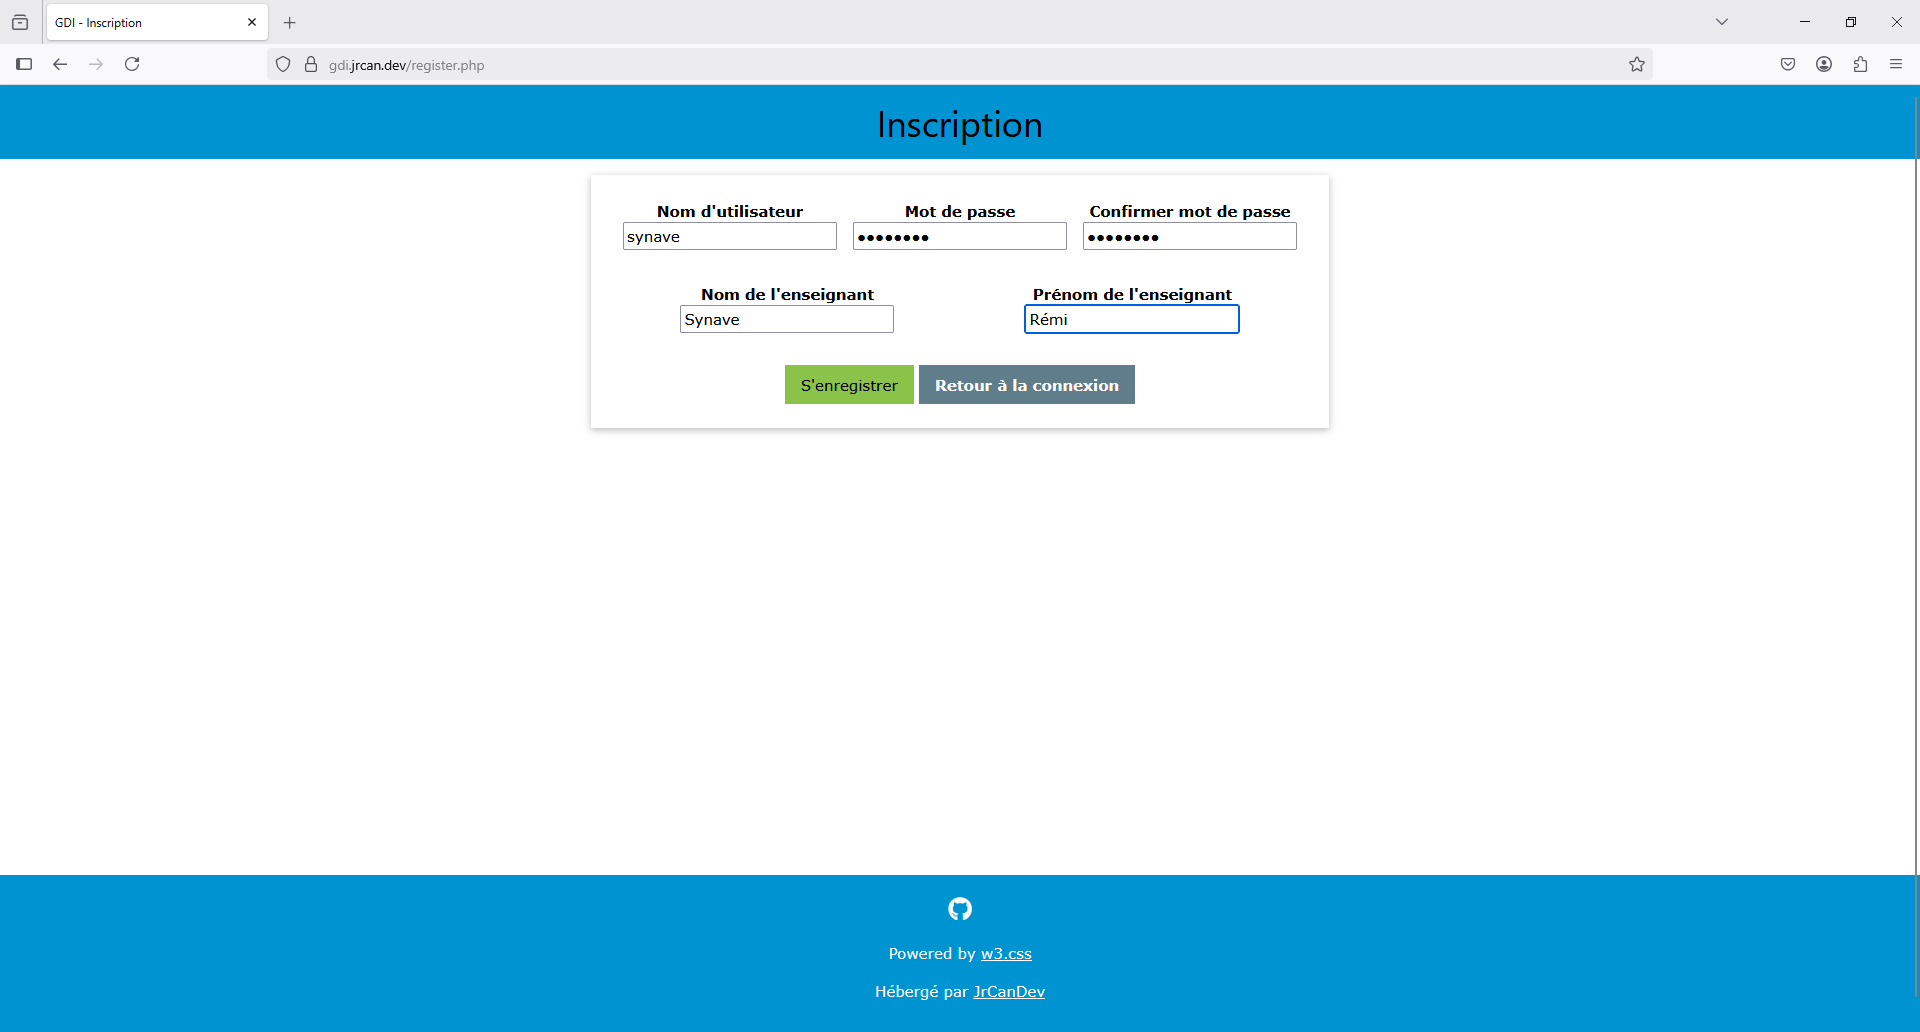 GDI - Inscription
gdi.jrcan.dev/register.php
Inscription
Nom d'utilisateur Mot de passe Confirmer mot de passe
synave ●●●●●●●● ●●●●●●●●
Nom de l'enseignant Prénom de l'enseignant
Synave Rémi
S'enregistrer Retour à la connexion
Powered by w3.css
Hébergé par JrCanDev